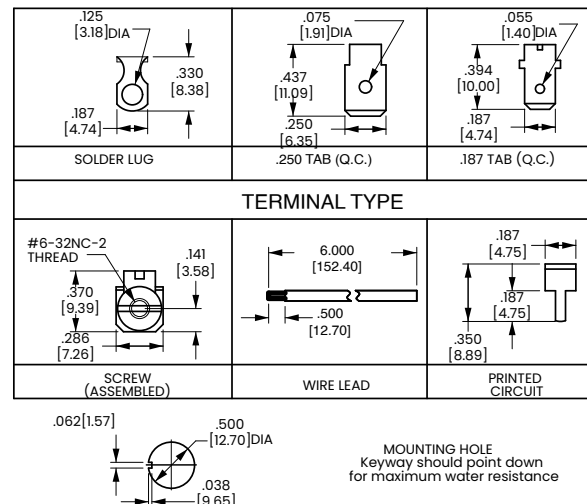 .125
[3.18]DIA
.330
[8.38]
.187
[4.74]
SOLDER LUG
.075
[1.91]DIA
.437
[11.09]
.250
[6.35]
.250 TAB (Q.C.)
.055
[1.40]DIA
.394
[10.00]
.187
[4.74]
.187 TAB (Q.C.)
TERMINAL TYPE
#6-32NC-2
THREAD
.141
[3.58]
.370
[9.39]
.286
[7.26]
SCREW
(ASSEMBLED)
6.000
[152.40]
.500
[12.70]
WIRE LEAD
.187
[4.75]
.187
[4.75]
.350
[8.89]
PRINTED
CIRCUIT
.062[1.57]
.500
[12.70]DIA
.038
[9.65]
MOUNTING HOLE
Keyway should point down
for maximum water resistance